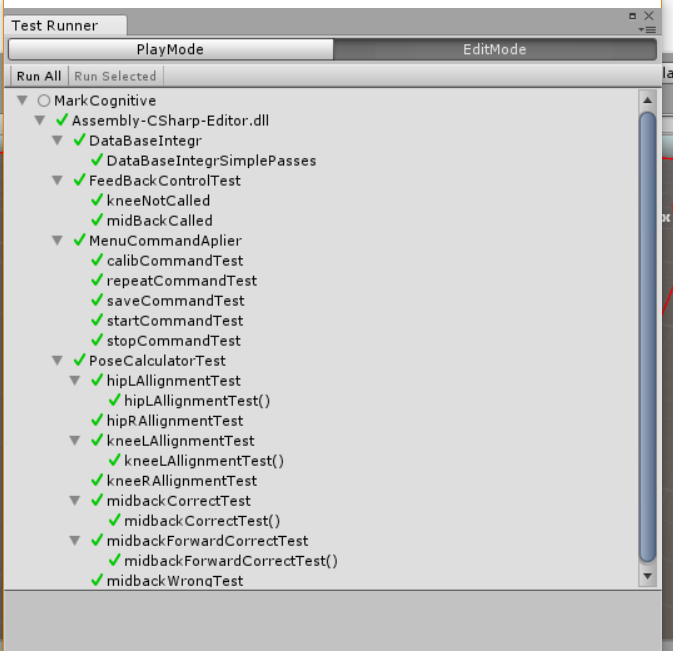 Test Runner
PlayMode EditMode
Run All Run Selected
MarkCognitive
Assembly-CSharp-Editor.dll
DataBaseIntegr
DataBaseIntegrSimplePasses
FeedBackControlTest
kneeNotCalled
midBackCalled
MenuCommandAplier
calibCommandTest
repeatCommandTest
saveCommandTest
startCommandTest
stopCommandTest
PoseCalculatorTest
hipLAllignmentTest
hipLAllignmentTest()
hipRAllignmentTest
kneeLAllignmentTest
kneeLAllignmentTest()
kneeRAllignmentTest
midbackCorrectTest
midbackCorrectTest()
midbackForwardCorrectTest
midbackForwardCorrectTest()
midbackWrongTest